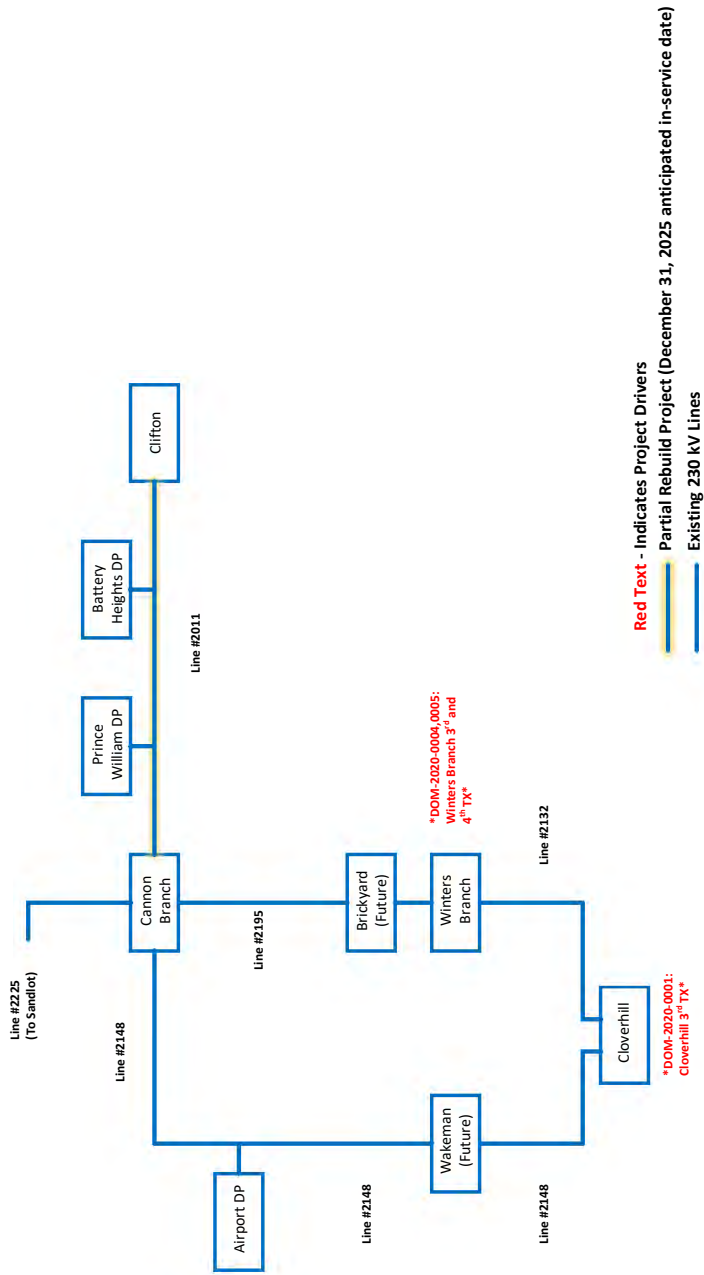 Line #2225
(To Sandlot)
Line #2148
Cannon
Branch
Prince
William DP
Battery
Heights DP
Clifton
Line #2011
Airport DP
Line #2195
Line #2148
Brickyard
(Future)
Wakeman
(Future)
Winters
Branch
*DOM-2020-0004,0005:
Winters Branch 3rd and
4th TX*
Line #2148
Line #2132
Cloverhill
*DOM-2020-0001:
Cloverhill 3rd TX*
Red Text - Indicates Project Drivers
Partial Rebuild Project (December 31, 2025 anticipated in-service date)
Existing 230 kV Lines